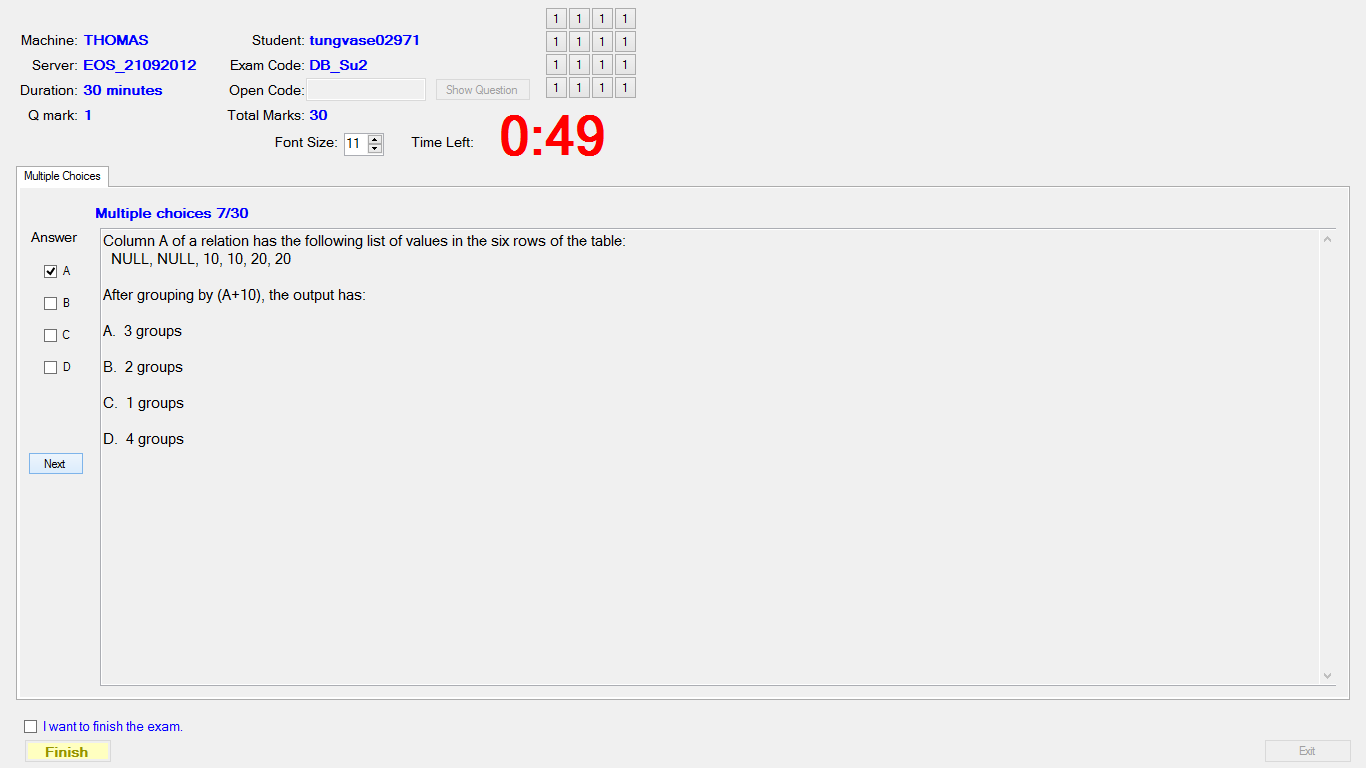 Machine: THOMAS Student: tungvase02971
Server: EOS_21092012 Exam Code: DB_Su2
Duration: 30 minutes Open Code: Show Question
Q mark: 1 Total Marks: 30
1 1 1 1
1 1 1 1
1 1 1 1
1 1 1 1
Font Size: 11 Time Left: 0:49
Multiple Choices
Multiple choices 7/30
Answer
A
B
C
D
Next
Column A of a relation has the following list of values in the six rows of the table:
NULL, NULL, 10, 10, 20, 20
After grouping by (A+10), the output has:
A. 3 groups
B. 2 groups
C. 1 groups
D. 4 groups
I want to finish the exam.
Finish
Exit